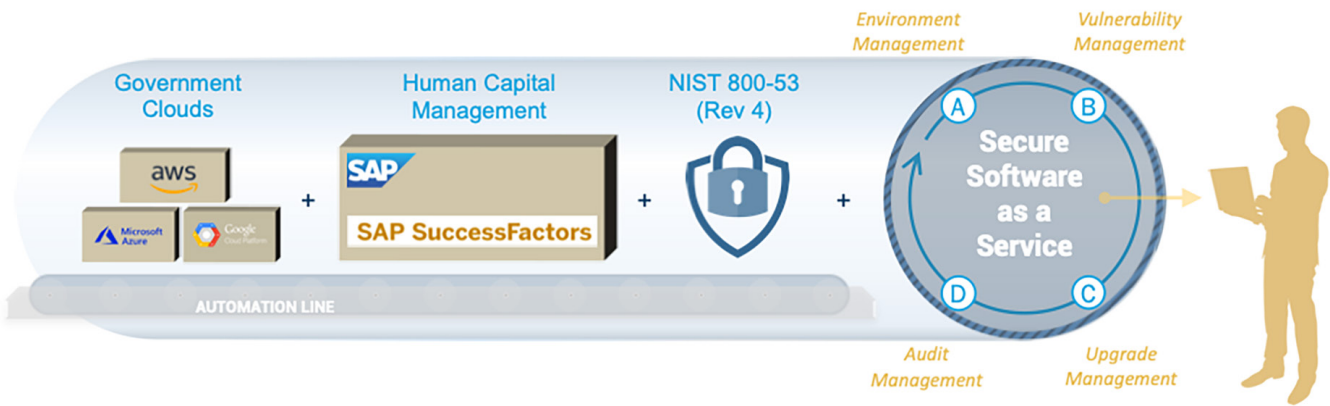 Environment
Management
Vulnerability
Management
Government
Clouds
Human Capital
Management
NIST 800-53
(Rev 4)
A
B
aws
SAP
Secure
Software
as a
Service
Microsoft
Azure
Google
Cloud Platform
SAP SuccessFactors
+
+
+
D
C
AUTOMATION LINE
Audit
Management
Upgrade
Management